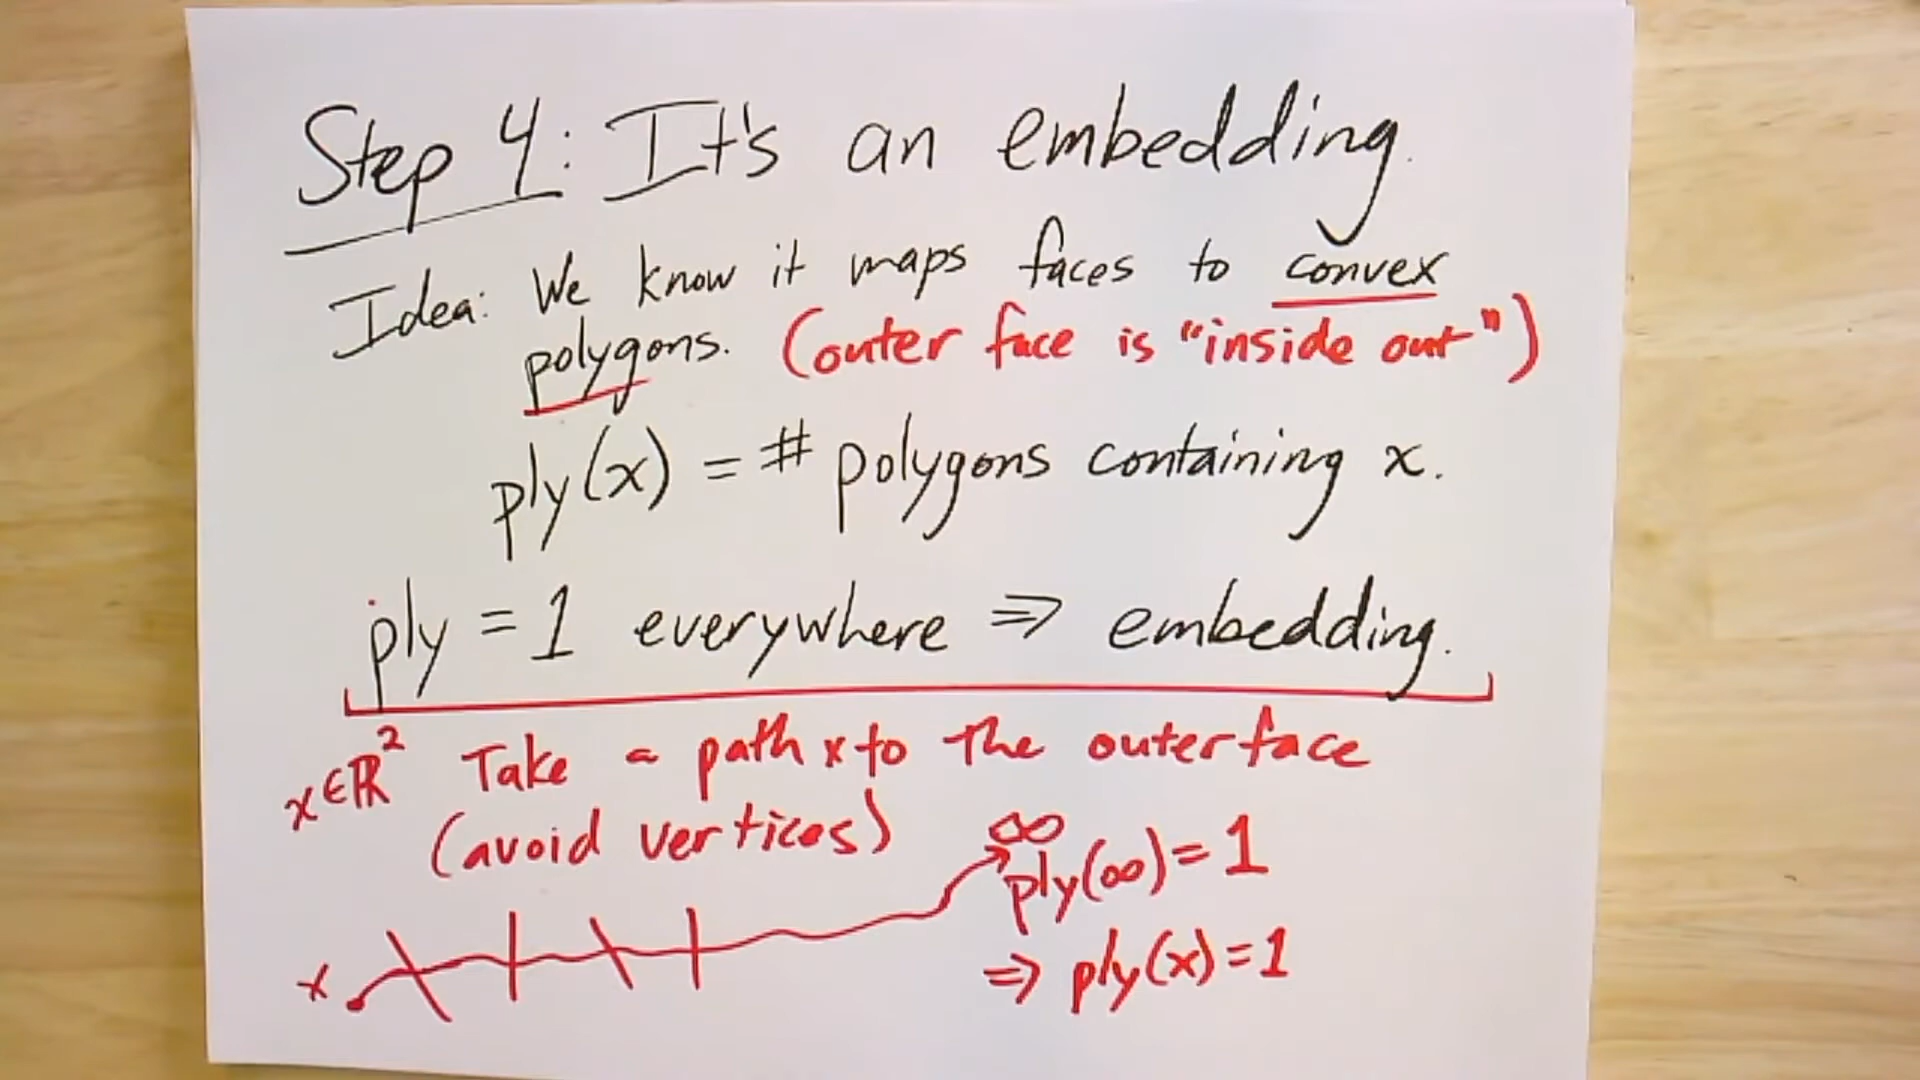 Step 4: It's an embedding.
Idea: We know it maps faces to convex
polygons. (outer face is "inside out")
ply(x) = # polygons containing x.
ply = 1 everywhere ⇒ embedding.
x∈ℝ² Take a path x to the outer face
(avoid vertices)
∞
ply(∞)=1
x
⇒ ply(x)=1